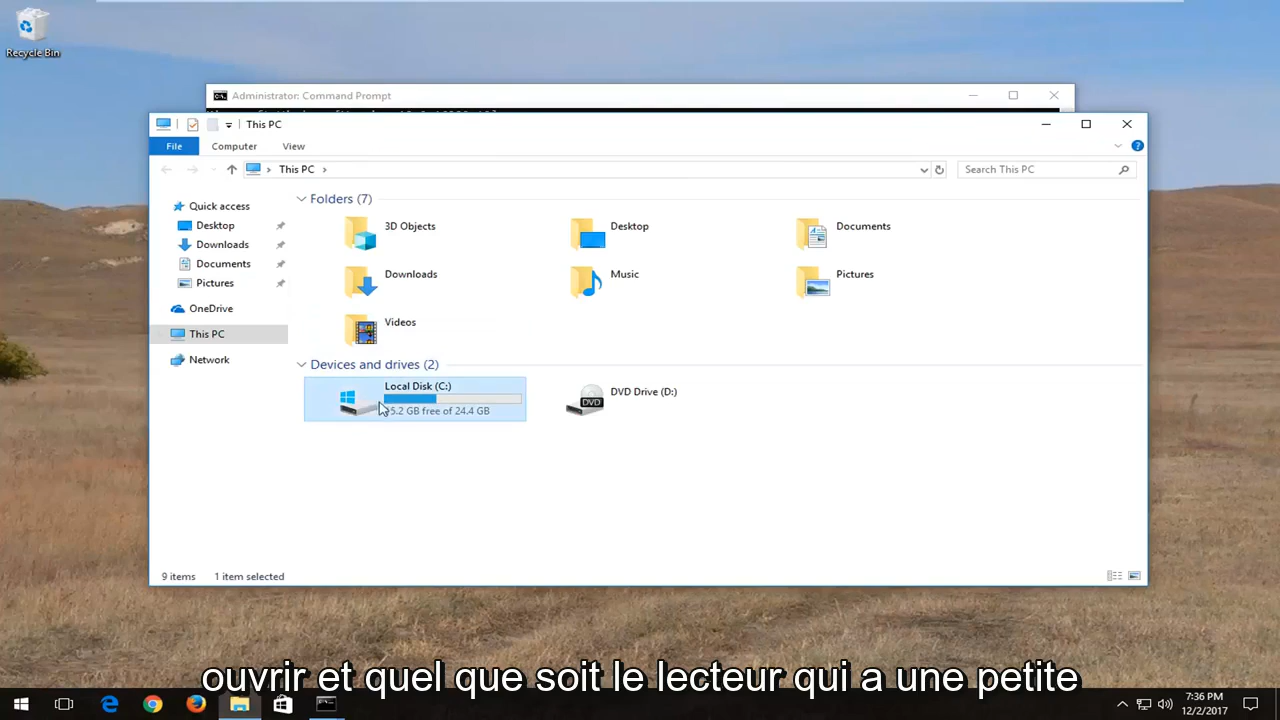 Recycle Bin
Administrator: Command Prompt
This PC
File Computer View
This PC
Search This PC
Quick access
Desktop
Downloads
Documents
Pictures
OneDrive
This PC
Network
Folders (7)
3D Objects
Desktop
Documents
Downloads
Music
Pictures
Videos
Devices and drives (2)
Local Disk (C:)
5.2 GB free of 24.4 GB
DVD Drive (D:)
DVD
9 items 1 item selected
ouvrir et quel que soit le lecteur qui a une petite
7:36 PM
12/2/2017